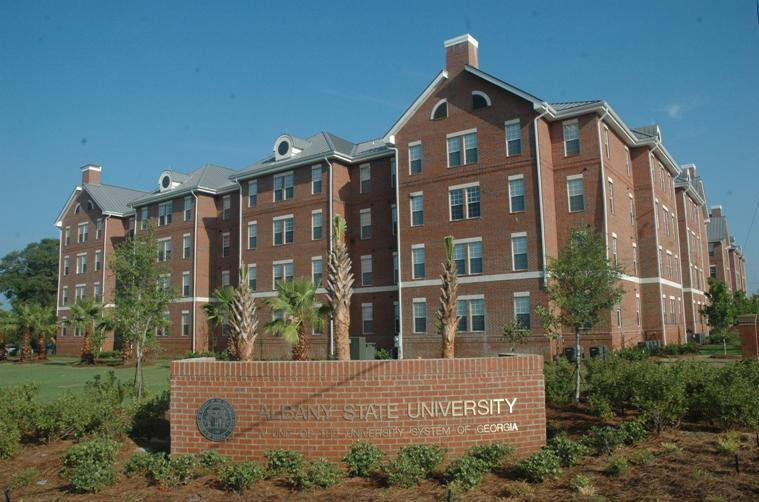 ALBANY STATE UNIVERSITY
UNIT OF THE UNIVERSITY SYSTEM OF GEORGIA